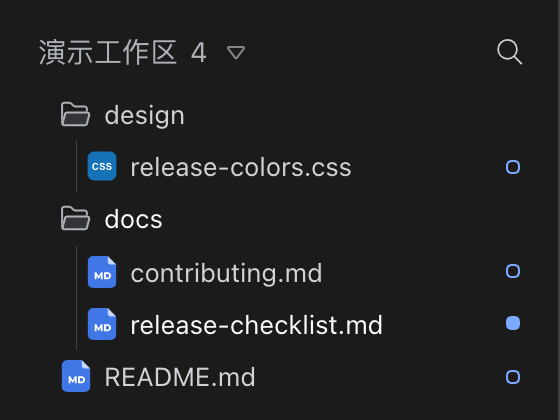 演示工作区 4
design
CSS release-colors.css
docs
MD contributing.md
MD release-checklist.md
MD README.md